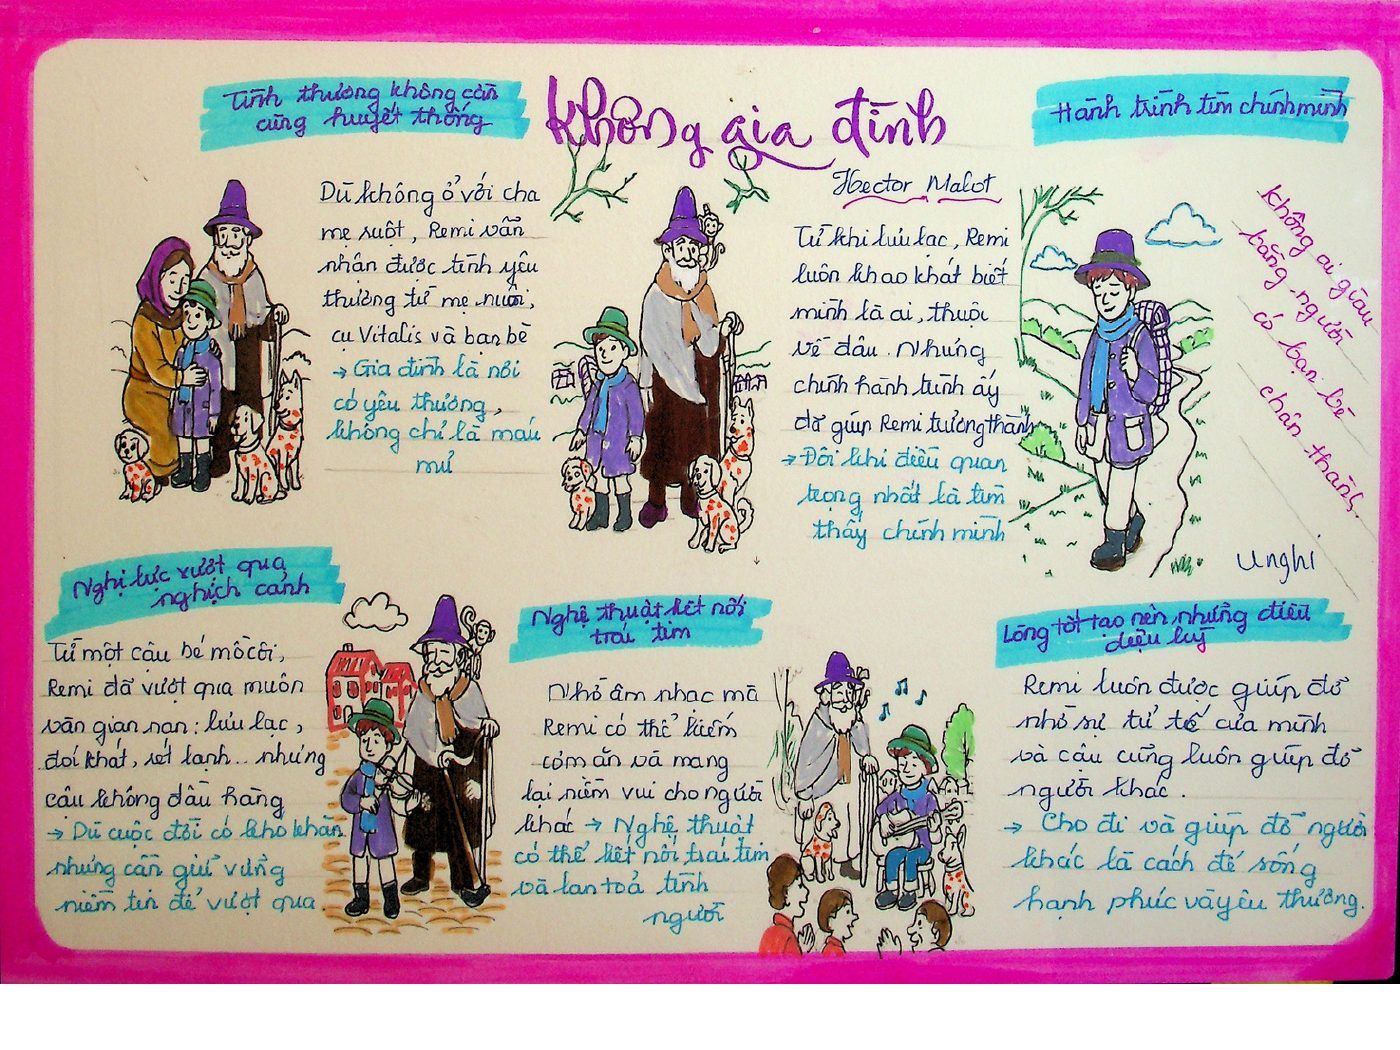 Không gia đình
Hector Malot
Tình thương không cần
cùng huyết thống
Dù không ở với cha
mẹ ruột, Remi vẫn
nhận được tình yêu
thương từ mẹ nuôi,
cụ Vitalis và bạn bè
→ Gia đình là nơi
có yêu thương,
không chỉ là máu
mủ
Hành trình tìm chính mình
Từ khi lưu lạc, Remi
luôn khao khát biết
mình là ai, thuộc
về đâu. Nhưng
chính hành trình ấy
đã giúp Remi trưởng thành
→ Đôi khi điều quan
trọng nhất là tìm
thấy chính mình
không ai giàu
bằng người
có bạn bè
chân thành.
Unghi
Nghị lực vượt qua
nghịch cảnh
Từ một cậu bé mồ côi,
Remi đã vượt qua muôn
vàn gian nan: lưu lạc,
đói khát, rét lạnh.. nhưng
cậu không đầu hàng
→ Dù cuộc đời có khó khăn
nhưng cần giữ vững
niềm tin để vượt qua
Nghệ thuật kết nối
trái tim
Nhờ âm nhạc mà
Remi có thể kiếm
cơm ăn và mang
lại niềm vui cho người
khác → Nghệ thuật
có thể kết nối trái tim
và lan toả tình
người
Lòng tốt tạo nên những điều
diệu kỳ
Remi luôn được giúp đỡ
nhờ sự tử tế của mình
và cậu cũng luôn giúp đỡ
người khác.
→ Cho đi và giúp đỡ người
khác là cách để sống
hạnh phúc và yêu thương.